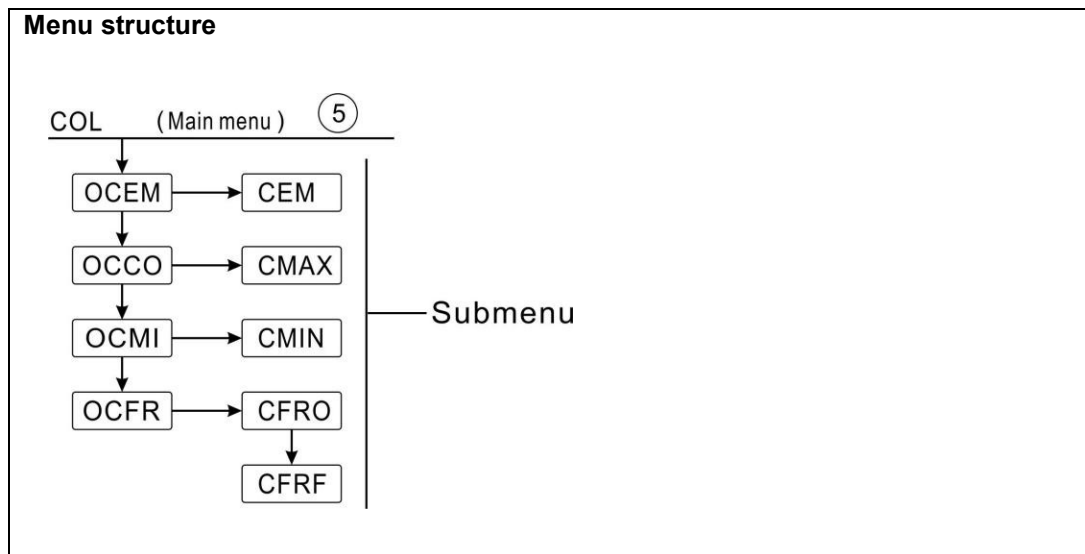 Menu structure
COL (Main menu) 5
OCEM CEM
OCCO CMAX
Submenu
OCMI CMIN
OCFR CFRO
CFRF